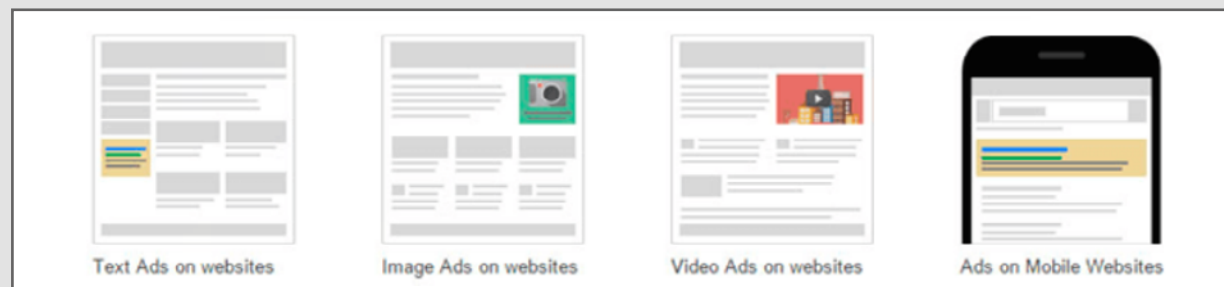 Text Ads on websites
Image Ads on websites
Video Ads on websites
Ads on Mobile Websites